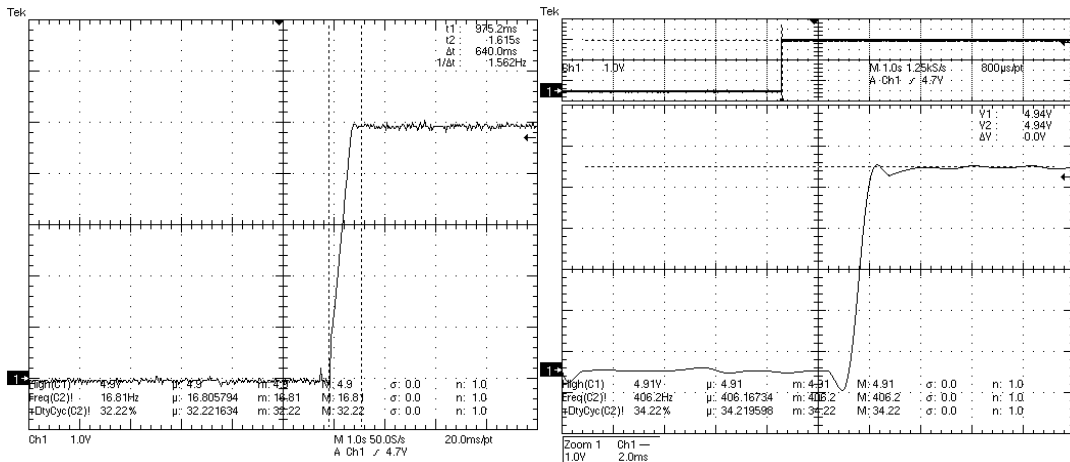 Tek
t1 : 975.2ms
t2 : 1.615s
Δt : 640.0ms
1/Δt : 1.562Hz
1
High(C1) 4.9V μ: 4.9 m: 4.9 M: 4.9 σ: 0.0 n: 1.0
Freq(C2)! 16.81Hz μ: 16.805794 m: 16.81 M: 16.81 σ: 0.0 n: 1.0
+DtyCyc(C2)! 32.22% μ: 32.221634 m: 32.22 M: 32.22 σ: 0.0 n: 1.0
Ch1 1.0V
M 1.0s 50.0S/s 20.0ms/pt
A Ch1 / 4.7V
Tek
1
Ch1 1.0V
M 1.0s 1.25kS/s 800μs/pt
A Ch1 / 4.7V
Y1 : 4.94V
Y2 : 4.94V
ΔY : 0.0V
1
High(C1) 4.91V μ: 4.91 m: 4.91 M: 4.91 σ: 0.0 n: 1.0
Freq(C2)! 406.2Hz μ: 406.16734 m: 406.2 M: 406.2 σ: 0.0 n: 1.0
+DtyCyc(C2)! 34.22% μ: 34.219598 m: 34.22 M: 34.22 σ: 0.0 n: 1.0
Zoom 1 Ch1
1.0V 2.0ms